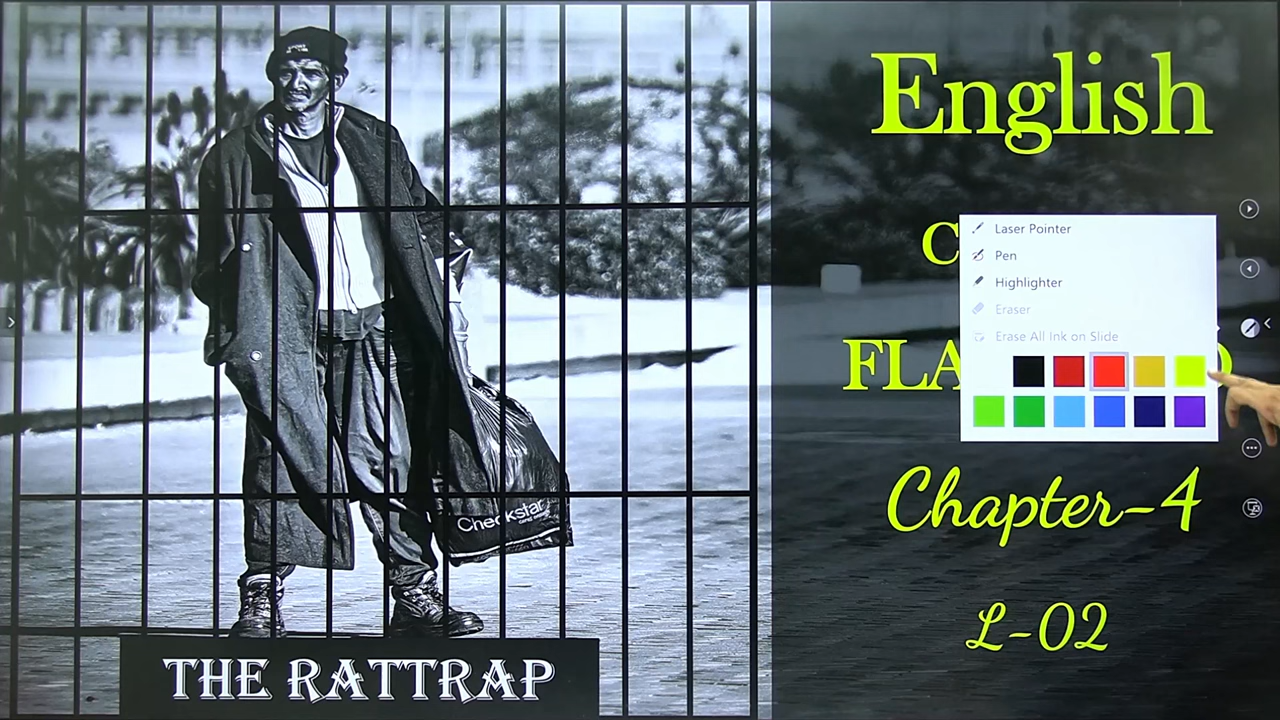 English
C
Laser Pointer
Pen
Highlighter
Eraser
Erase All Ink on Slide
FLA
Chapter-4
L-02
Checkstar
THE RATTRAP